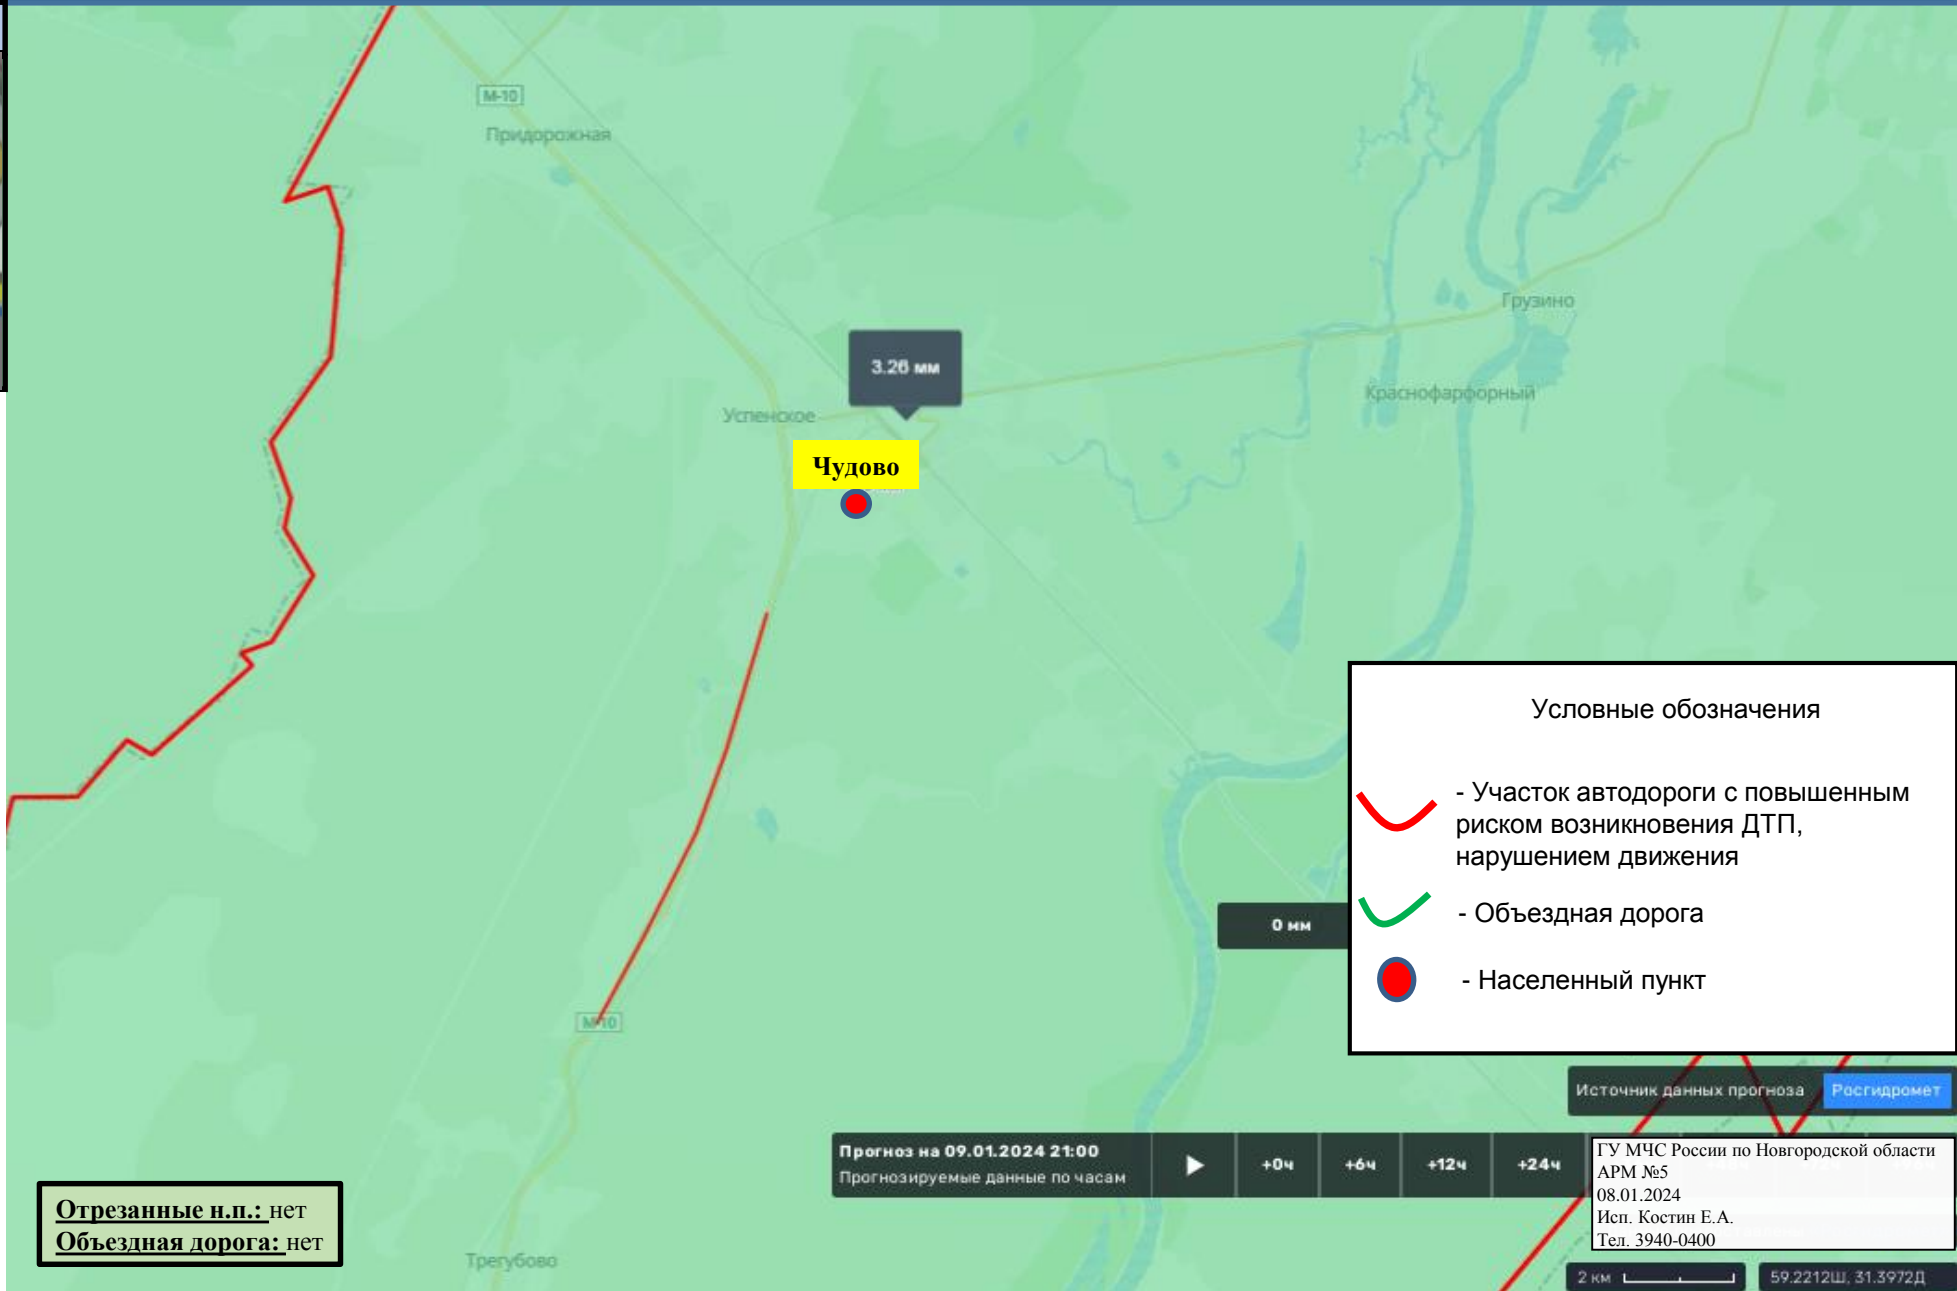 М-10
Придорожная
Грузино
3.26 мм
Краснофарфорный
Успенское
Чудово
Условные обозначения
- Участок автодороги с повышенным
риском возникновения ДТП,
нарушением движения
0 мм
- Объездная дорога
- Населенный пункт
М-10
Источник данных прогноза Росгидромет
Прогноз на 09.01.2024 21:00
Прогнозируемые данные по часам
+0ч +6ч +12ч +24ч
ГУ МЧС России по Новгородской области
АРМ №5
08.01.2024
Исп. Костин Е.А.
Тел. 3940-0400
Отрезанные н.п.: нет
Объездная дорога: нет
Трегубово
2 км
59.2212Ш, 31.3972Д